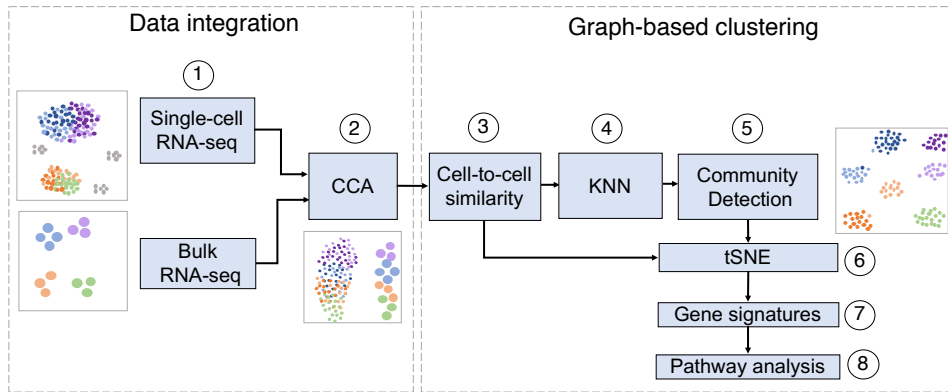 Data integration
Graph-based clustering
1
Single-cell
RNA-seq
2
CCA
Bulk
RNA-seq
3
Cell-to-cell
similarity
4
KNN
5
Community
Detection
tSNE
6
Gene signatures
7
Pathway analysis
8